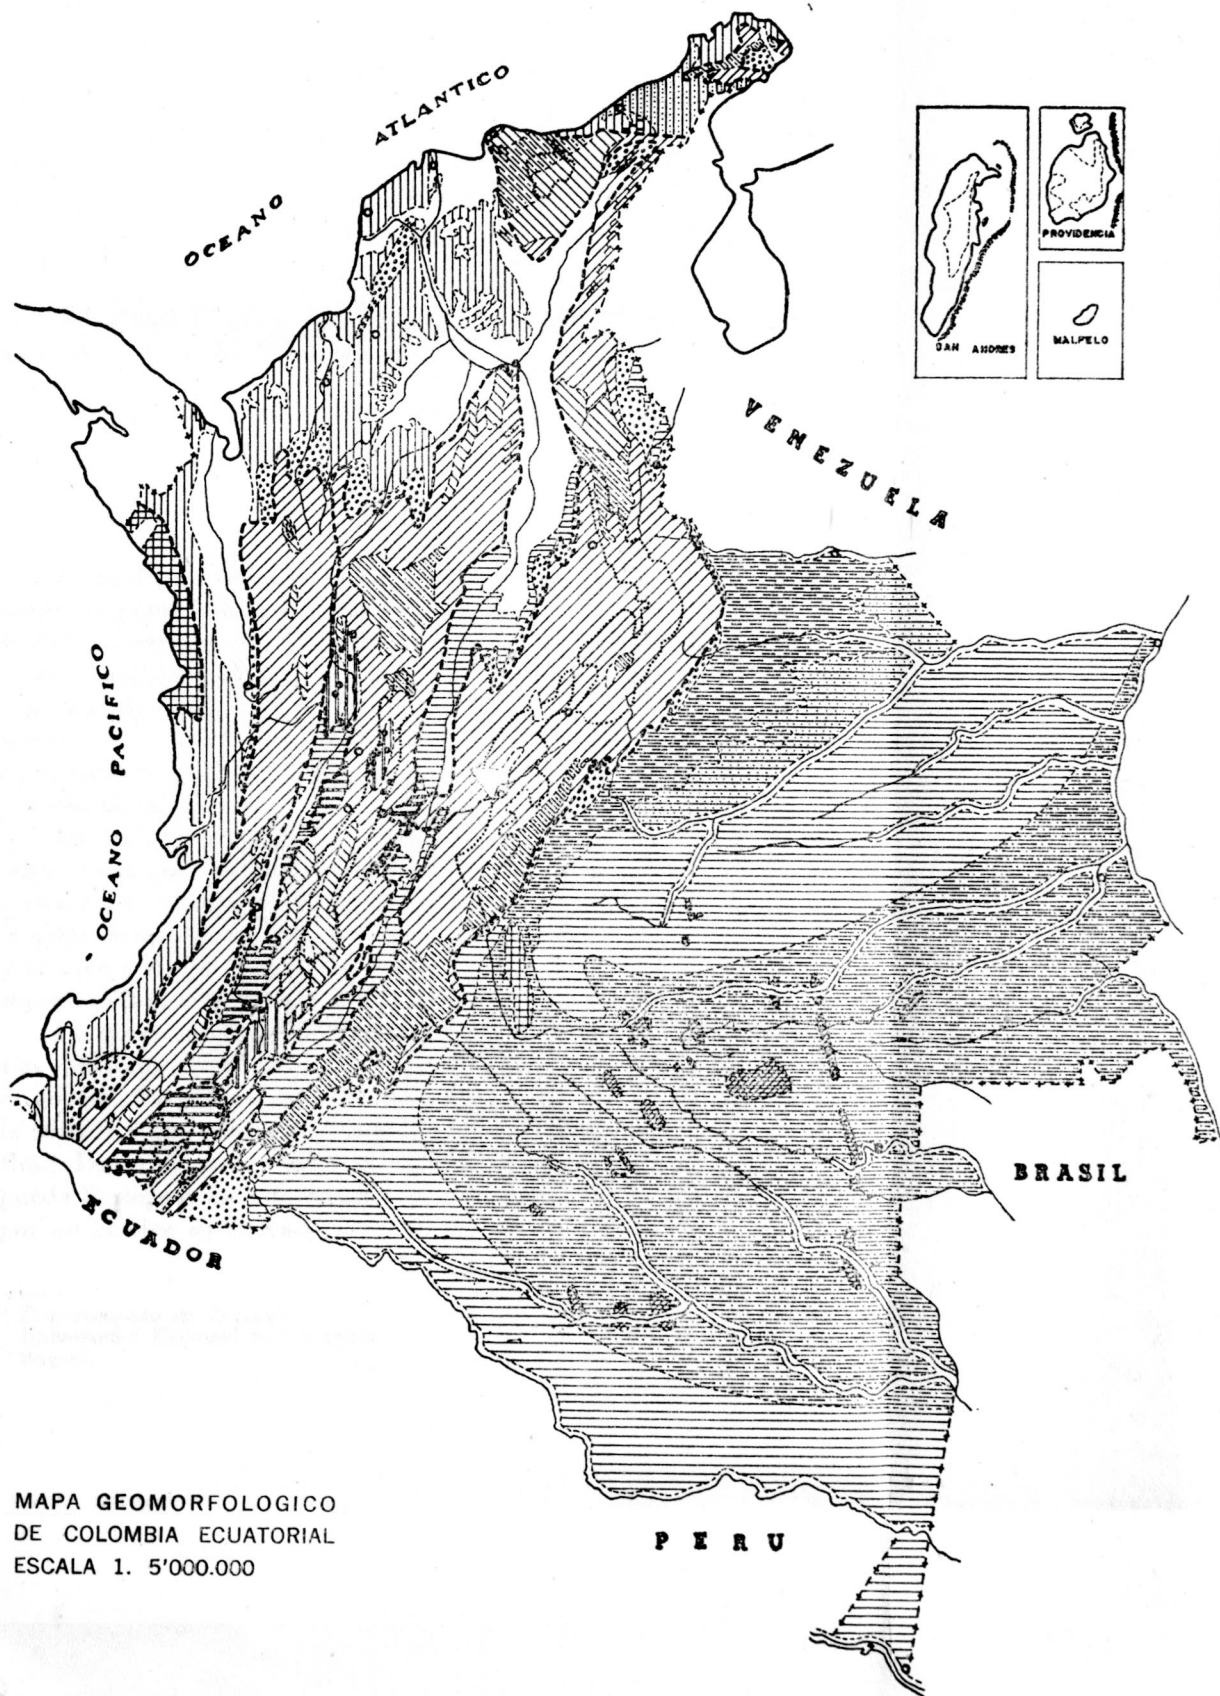 OCEANO ATLANTICO
PROVIDENCIA
SAN ANDRES
MALPELO
VENEZUELA
OCEANO PACIFICO
BRASIL
ECUADOR
MAPA GEOMORFOLOGICO
DE COLOMBIA ECUATORIAL
ESCALA 1. 5'000.000
PERU